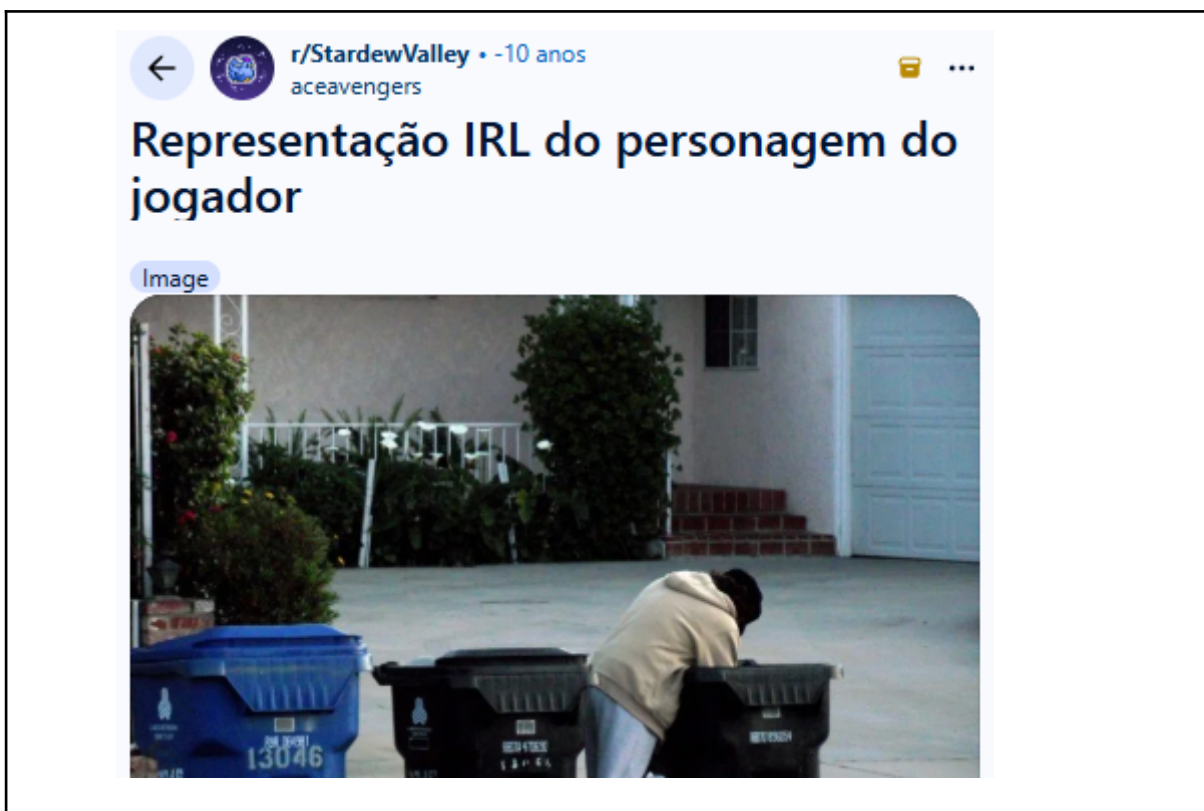 r/StardewValley • -10 anos
aceavengers
Representação IRL do personagem do
jogador
Image
13046